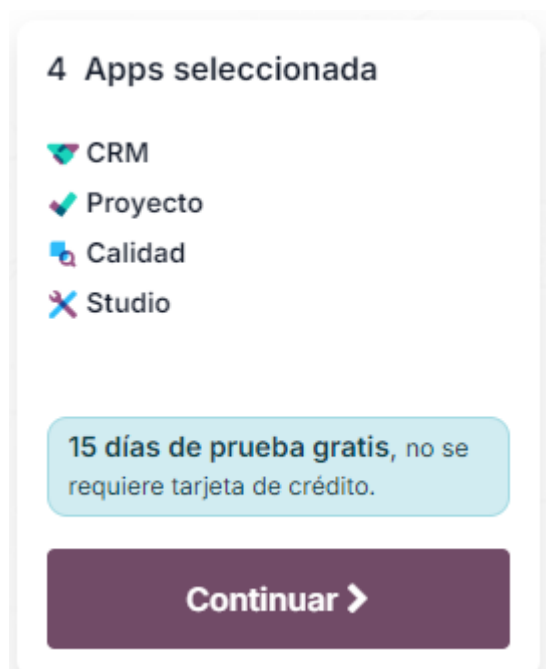 4 Apps seleccionada
CRM
Proyecto
Calidad
Studio
15 días de prueba gratis, no se
requiere tarjeta de crédito.
Continuar